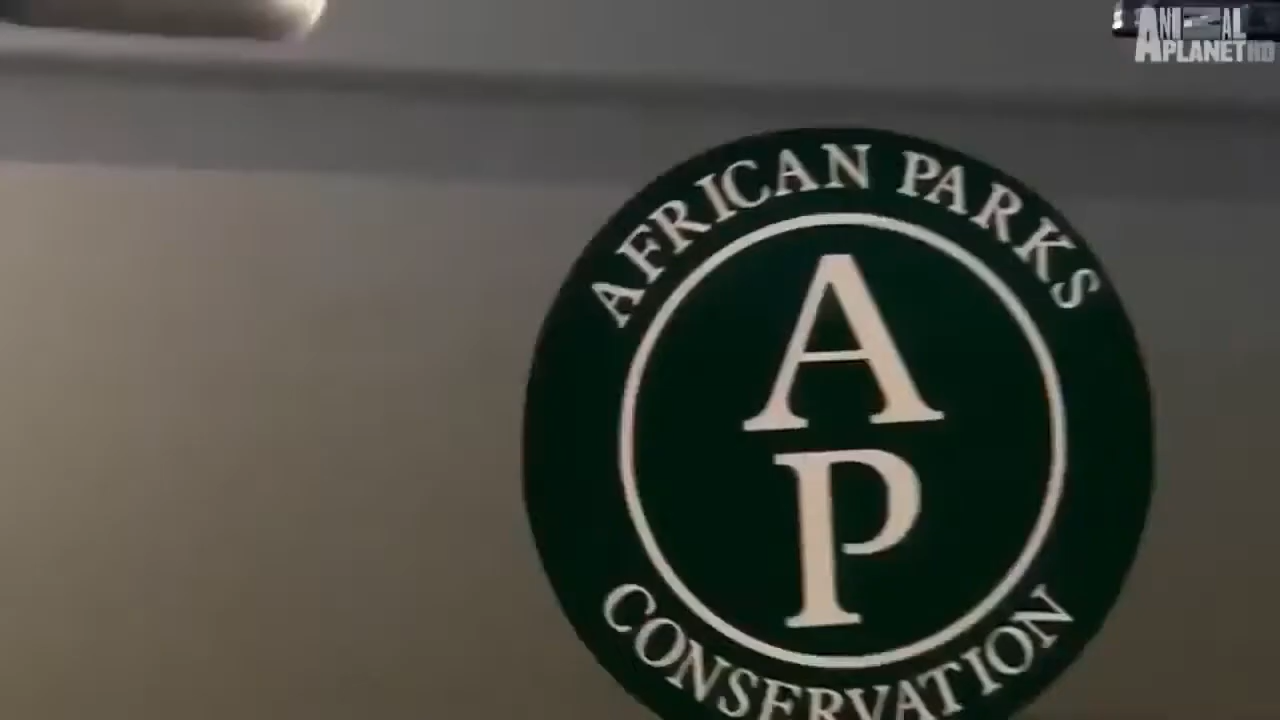 ANIMAL
PLANET HD
AFRICAN PARKS
A
P
CONSERVATION